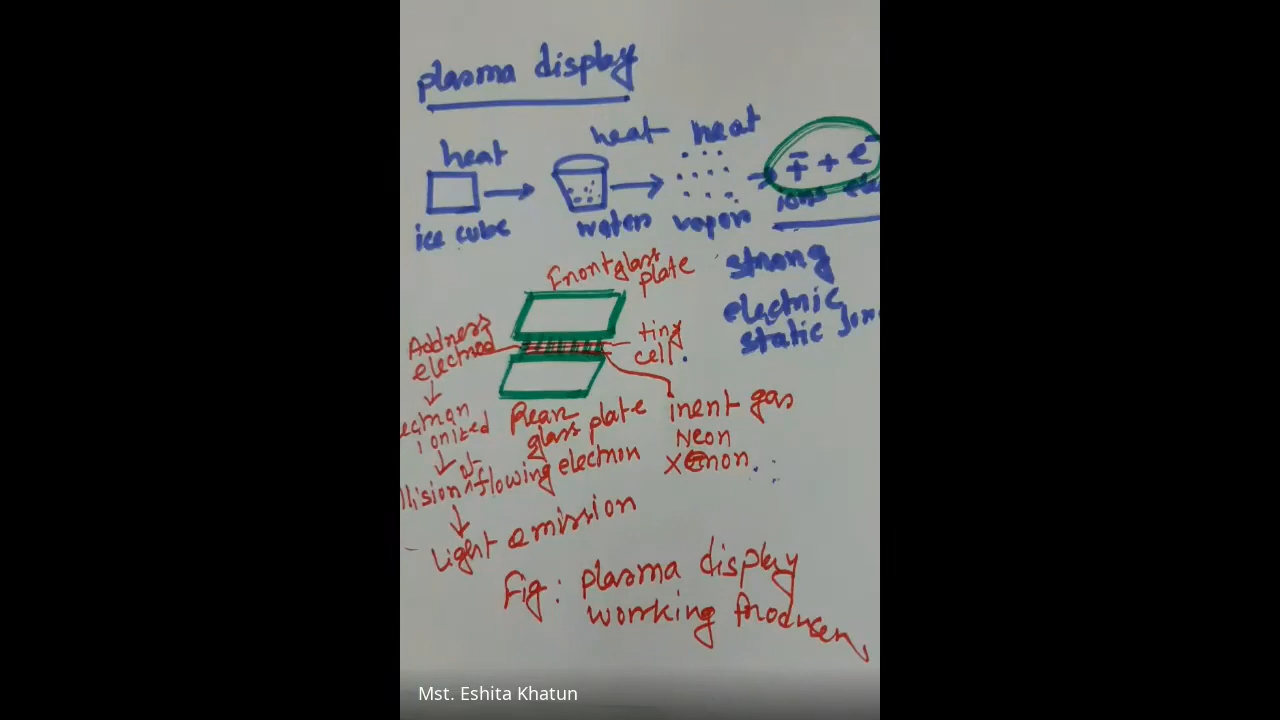 plasma display
heat heat heat
+ e-
ice cube water vapor ions
strong
electric
static
Front glass
plate
Address
electrod
tiny
cell
Rear
glass plate
inert gas
Neon
Xenon
ionized
flowing electron
Light emission
Fig: plasma display
working
Mst. Eshita Khatun